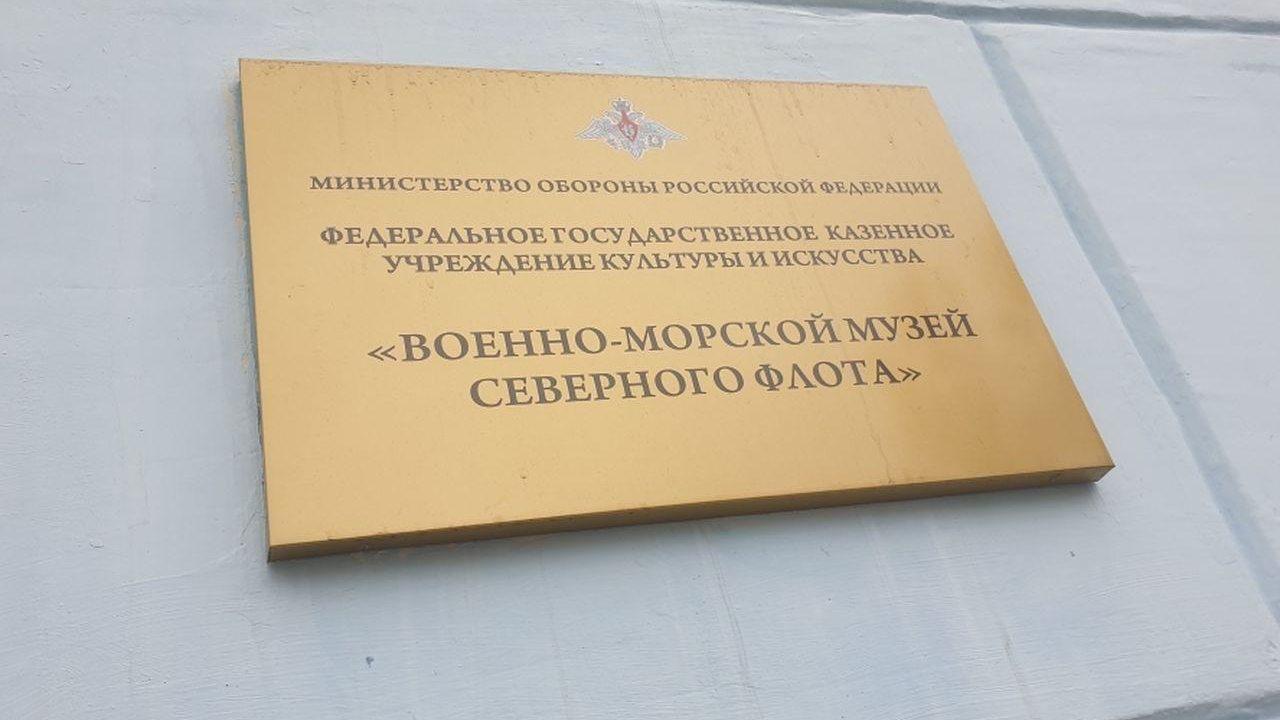 МИНИСТЕРСТВО ОБОРОНЫ РОССИЙСКОЙ ФЕДЕРАЦИИ
ФЕДЕРАЛЬНОЕ ГОСУДАРСТВЕННОЕ КАЗЕННОЕ
УЧРЕЖДЕНИЕ КУЛЬТУРЫ И ИСКУССТВА
«ВОЕННО-МОРСКОЙ МУЗЕЙ
СЕВЕРНОГО ФЛОТА»